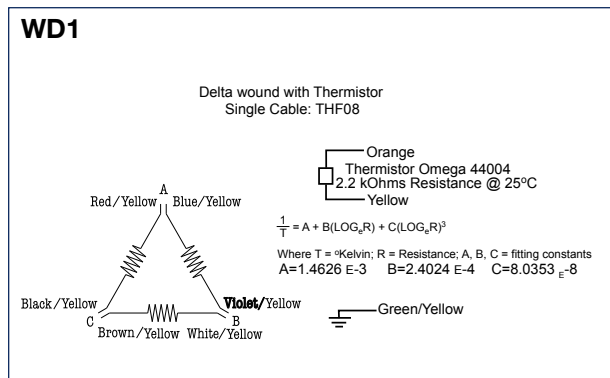 WD1
Delta wound with Thermistor
Single Cable: THF08
Orange
Thermistor Omega 44004
2.2 kOhms Resistance @ 25°C
Yellow
A
Red/Yellow Blue/Yellow
1/T = A + B(LOGeR) + C(LOGeR)³
Where T = °Kelvin; R = Resistance; A, B, C = fitting constants
A=1.4626 E-3 B=2.4024 E-4 C=8.0353 E-8
Black/Yellow Violet/Yellow
C B
Brown/Yellow White/Yellow
Green/Yellow